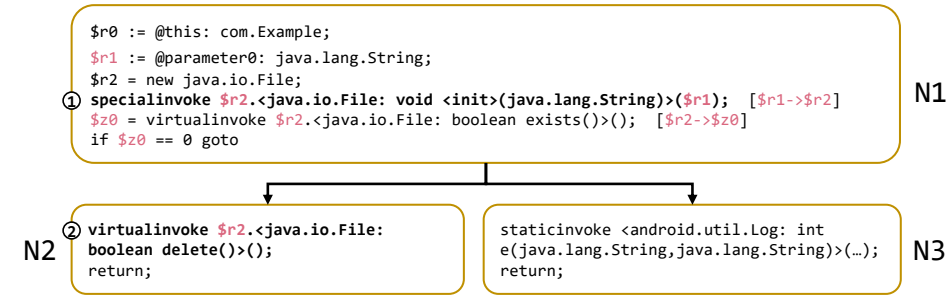 $r0 := @this: com.Example;
$r1 := @parameter0: java.lang.String;
$r2 = new java.io.File;
① specialinvoke $r2.<java.io.File: void <init>(java.lang.String)>($r1); [$r1->$r2]
N1
$z0 = virtualinvoke $r2.<java.io.File: boolean exists()>(); [$r2->$z0]
if $z0 == 0 goto
② virtualinvoke $r2.<java.io.File:
boolean delete()>();
return;
N2
staticinvoke <android.util.Log: int
e(java.lang.String,java.lang.String)>(…);
return;
N3